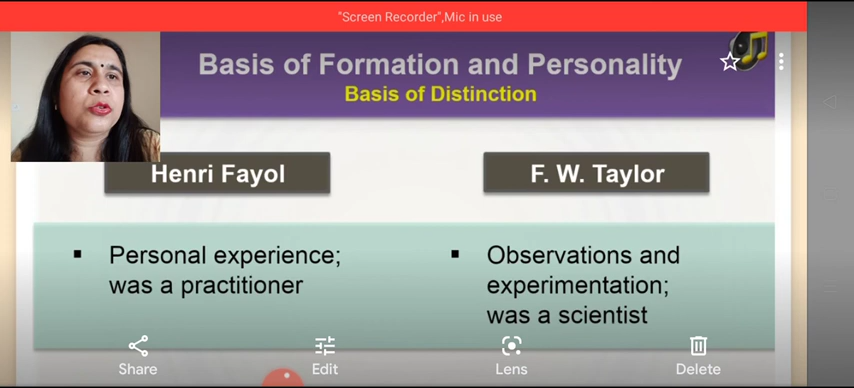 "Screen Recorder",Mic in use
Basis of Formation and Personality
Basis of Distinction
Henri Fayol
F. W. Taylor
▪ Personal experience;
was a practitioner
▪ Observations and
experimentation;
was a scientist
Share
Edit
Lens
Delete